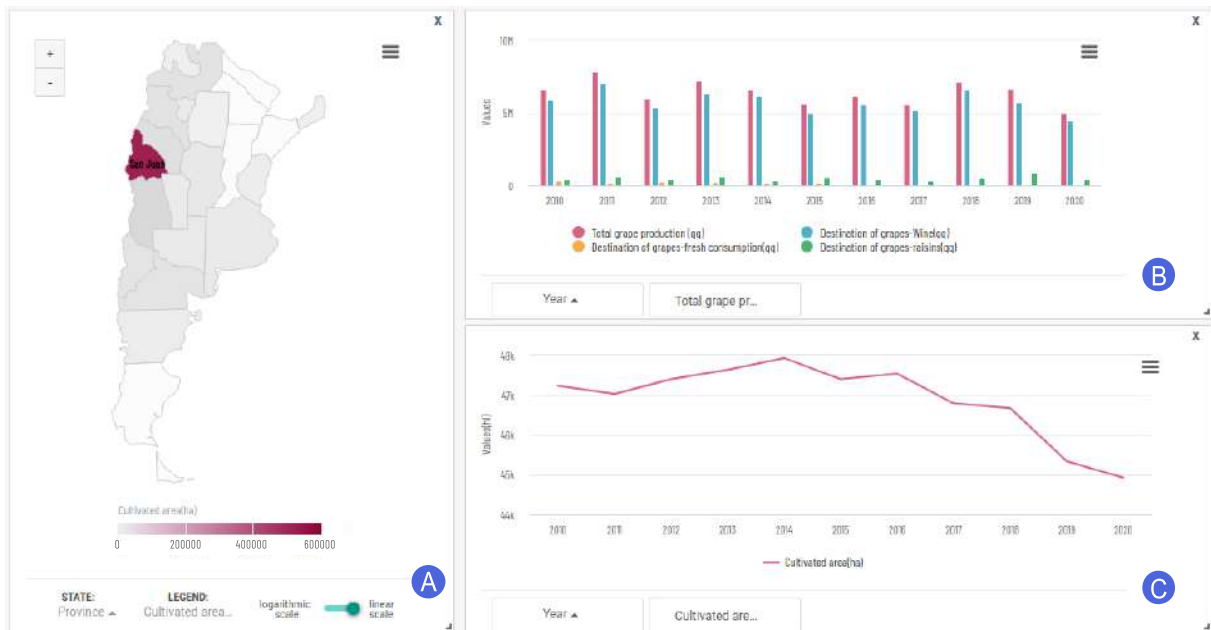 X
+
-
San Juan
Cultivated area(ha)
0 200000 400000 600000
STATE:
Province
LEGEND:
Cultivated area...
logarithmic
scale
linear
scale
A
X
10M
5M
0
Values
2010 2011 2012 2013 2014 2015 2016 2017 2018 2019 2020
Total grape production (qq)
Destination of grapes-Wine(qq)
Destination of grapes-fresh consumption(qq)
Destination of grapes-raisins(qq)
B
Year
Total grape pr...
X
48k
47k
46k
45k
44k
Values(hl)
2010 2011 2012 2013 2014 2015 2016 2017 2018 2019 2020
Cultivated area(ha)
C
Year
Cultivated are...